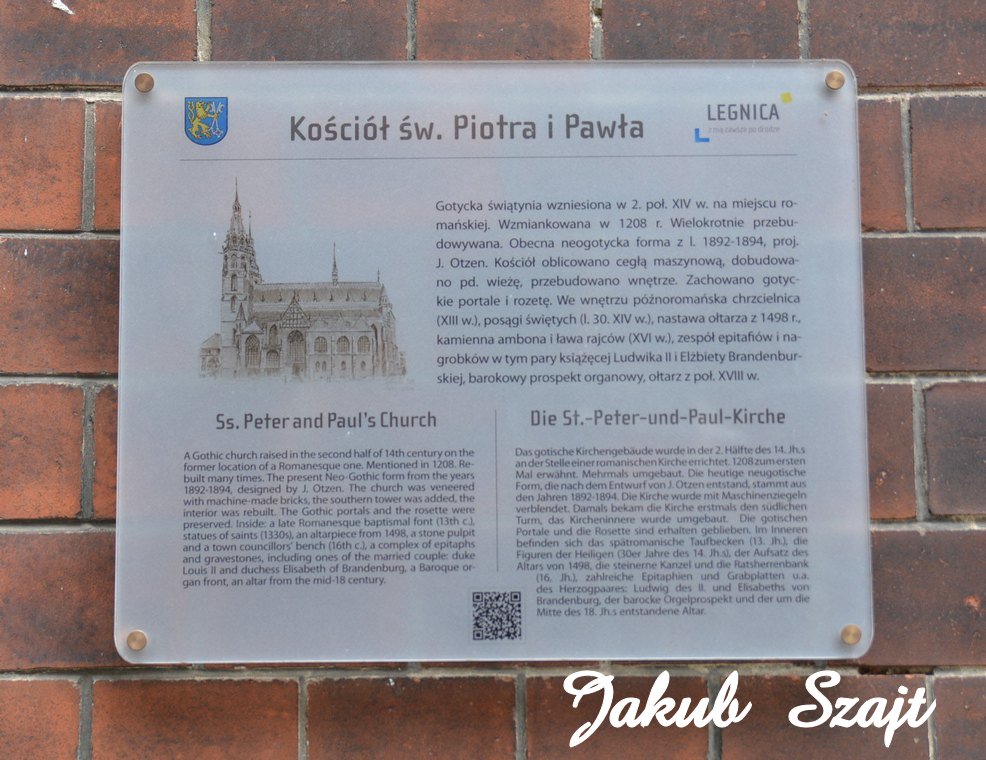 Kościół św. Piotra i Pawła
LEGNICA
z nią zawsze po drodze
Gotycka świątynia wzniesiona w 2. poł. XIV w. na miejscu ro-
mańskiej. Wzmiankowana w 1208 r. Wielokrotnie przebu-
dowywana. Obecna neogotycka forma z l. 1892-1894, proj.
J. Otzen. Kościół oblicowano cegłą maszynową, dobudowa-
no pd. wieżę, przebudowano wnętrze. Zachowano gotyc-
kie portale i rozetę. We wnętrzu późnoromańska chrzcielnica
(XIII w.), posągi świętych (l. 30. XIV w.), nastawa ołtarza z 1498 r.,
kamienna ambona i ława rajców (XVI w.), zespół epitafiów i na-
grobków w tym pary książęcej Ludwika II i Elżbiety Brandenbur-
skiej, barokowy prospekt organowy, ołtarz z poł. XVIII w.
Ss. Peter and Paul's Church
A Gothic church raised in the second half of 14th century on the
former location of a Romanesque one. Mentioned in 1208. Re-
built many times. The present Neo-Gothic form from the years
1892-1894, designed by J. Otzen. The church was veneered
with machine-made bricks, the southern tower was added, the
interior was rebuilt. The Gothic portals and the rosette were
preserved. Inside: a late Romanesque baptismal font (13th c.),
statues of saints (1330s), an altarpiece from 1498, a stone pulpit
and a town councillors' bench (16th c.), a complex of epitaphs
and gravestones, including ones of the married couple: duke
Louis II and duchess Elisabeth of Brandenburg, a Baroque or-
gan front, an altar from the mid-18 century.
Die St.-Peter-und-Paul-Kirche
Das gotische Kirchengebäude wurde in der 2. Hälfte des 14. Jh.s
an der Stelle einer romanischen Kirche errichtet. 1208 zum ersten
Mal erwähnt. Mehrmals umgebaut. Die heutige neugotische
Form, die nach dem Entwurf von J. Otzen entstand, stammt aus
den Jahren 1892-1894. Die Kirche wurde mit Maschinenziegeln
verblendet. Damals bekam die Kirche erstmals den südlichen
Turm, das Kircheninnere wurde umgebaut. Die gotischen
Portale und die Rosette sind erhalten geblieben. Im Inneren
befinden sich das spätromanische Taufbecken (13. Jh.), die
Figuren der Heiligen (30er Jahre des 14. Jh.s), der Aufsatz des
Altars von 1498, die steinerne Kanzel und die Ratsherrenbank
(16. Jh.), zahlreiche Epitaphien und Grabplatten u.a.
des Herzogpaares: Ludwig des II. und Elisabeths von
Brandenburg, der barocke Orgelprospekt und der um die
Mitte des 18. Jh.s entstandene Altar.
Jakub Szajt